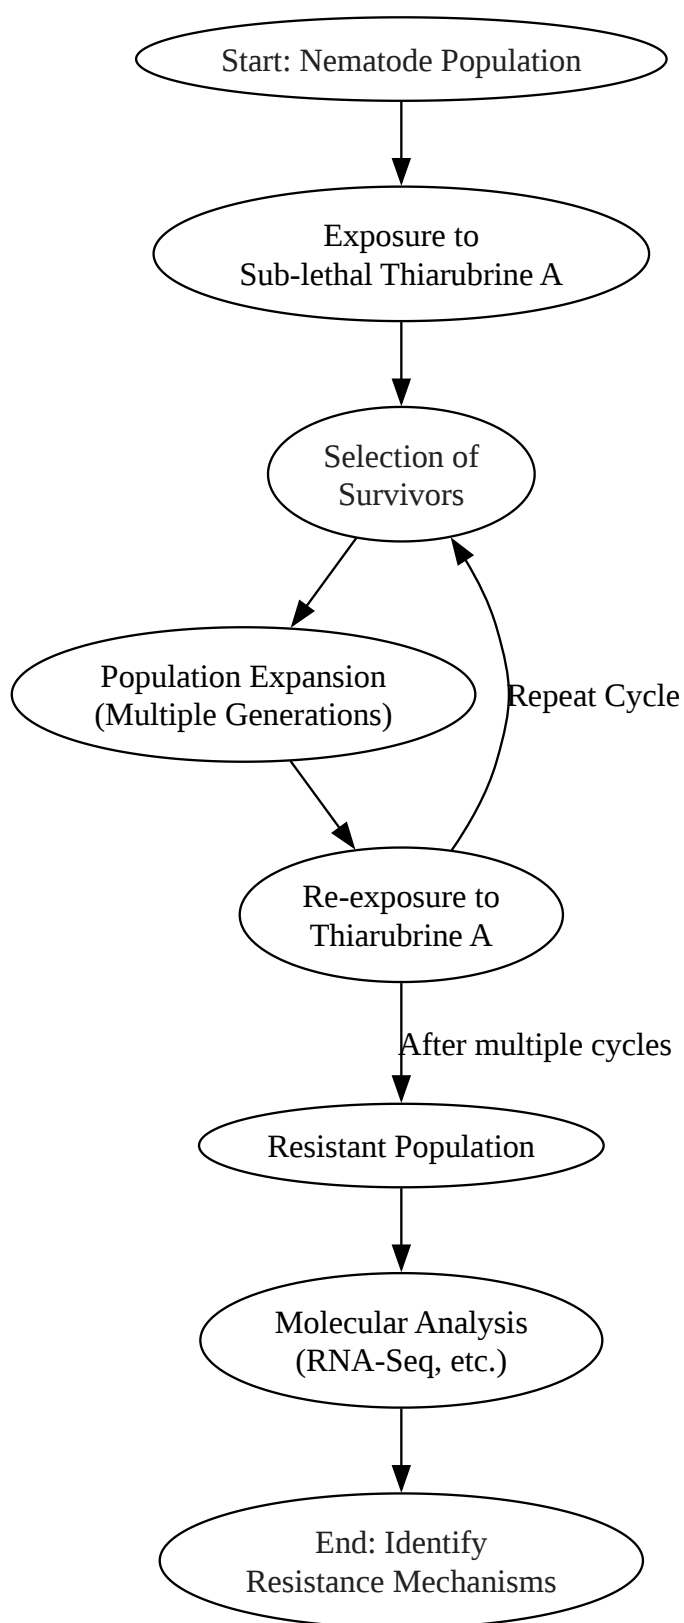 Start: Nematode Population
Exposure to
Sub-lethal Thiarubrine A
Selection of
Survivors
Population Expansion
(Multiple Generations)
Repeat Cycle
Re-exposure to
Thiarubrine A
After multiple cycles
Resistant Population
Molecular Analysis
(RNA-Seq, etc.)
End: Identify
Resistance Mechanisms